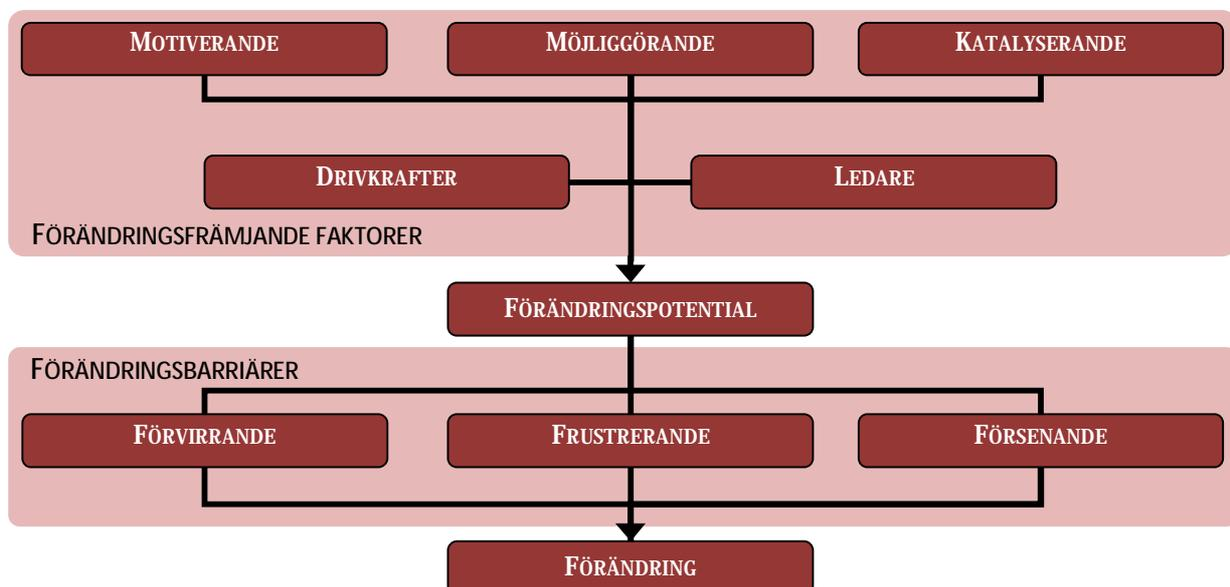 MOTIVERANDE
MÖJLIGGÖRANDE
KATALYSERANDE
DRIVKRAFTER
LEDARE
FÖRÄNDRINGSFRÄMJANDE FAKTORER
FÖRÄNDRINGSPOTENTIAL
FÖRÄNDRINGSBARRIÄRER
FÖRVIRRANDE
FRUSTRERANDE
FÖRSENANDE
FÖRÄNDRING